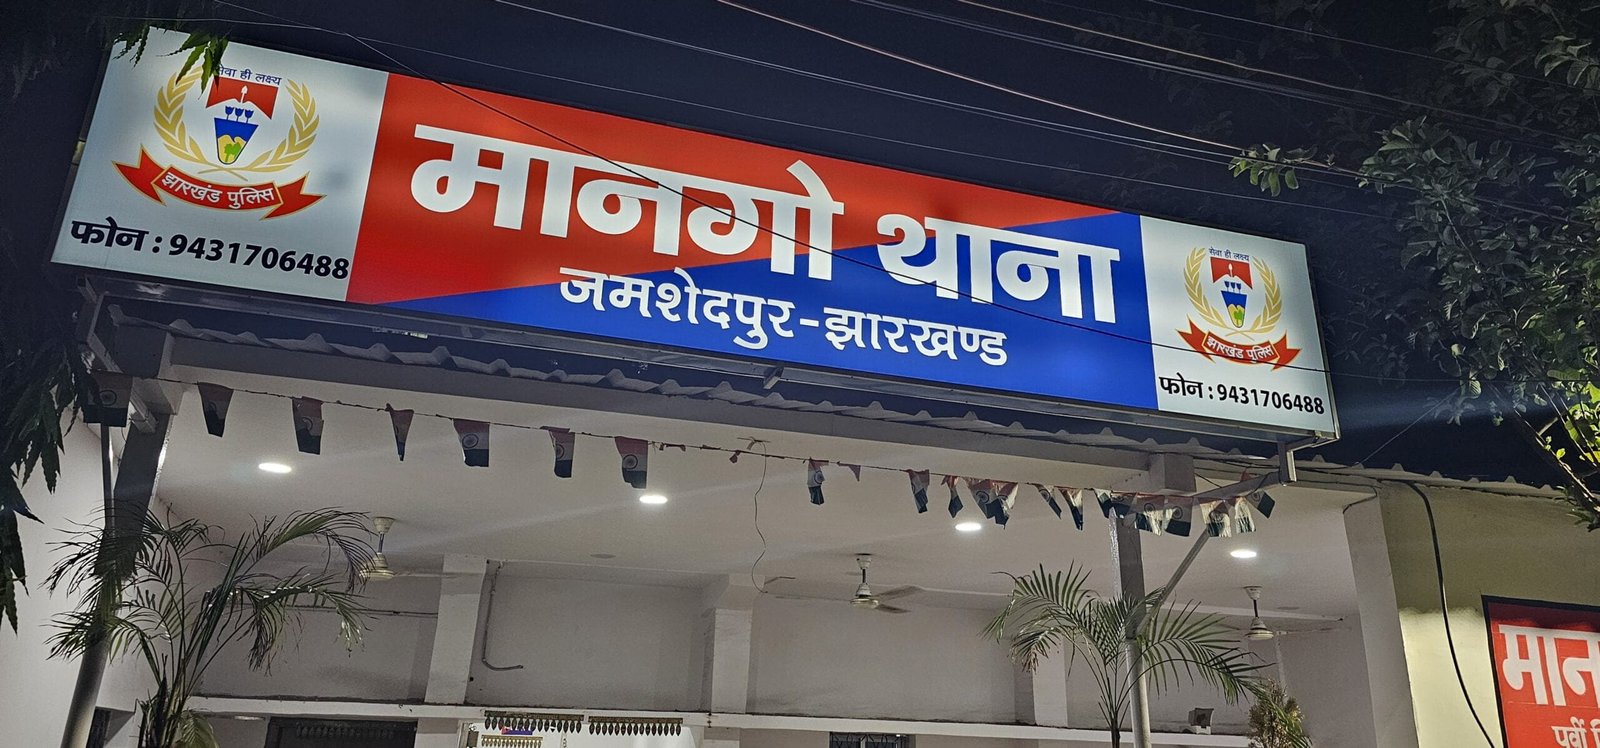 सेवा ही लक्ष्य
झारखंड पुलिस
फोन : 9431706488
मानगो थाना
जमशेदपुर-झारखण्ड
सेवा ही लक्ष्य
झारखंड पुलिस
फोन : 9431706488
मान
पूर्वी